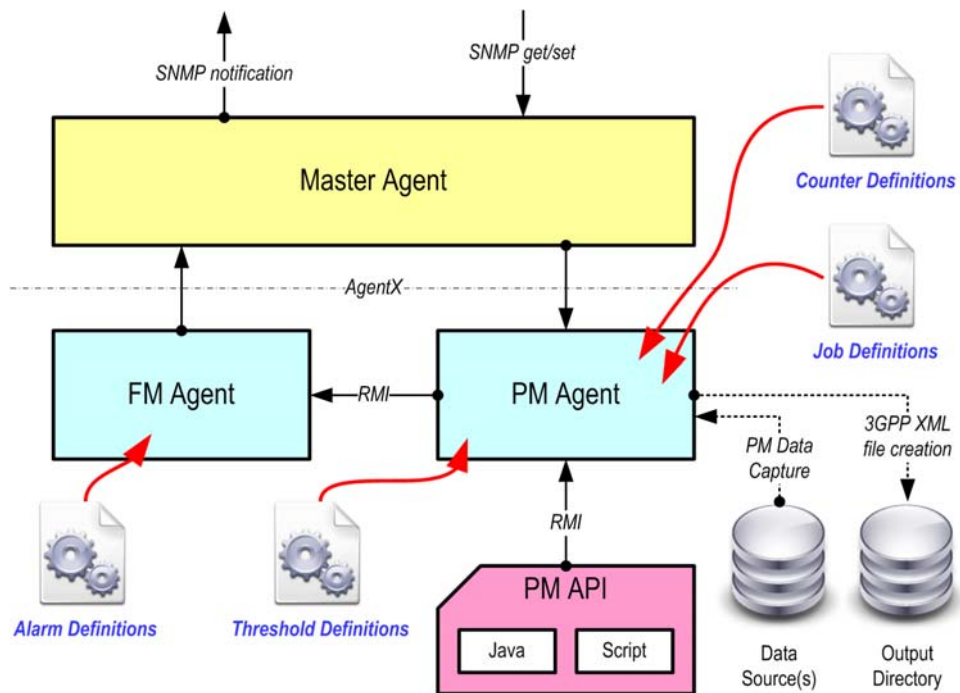 SNMP notification
SNMP get/set
Master Agent
Counter Definitions
AgentX
Job Definitions
FM Agent
RMI
PM Agent
PM Data
Capture
3GPP XML
file creation
RMI
Alarm Definitions
Threshold Definitions
PM API
Java
Script
Data
Source(s)
Output
Directory